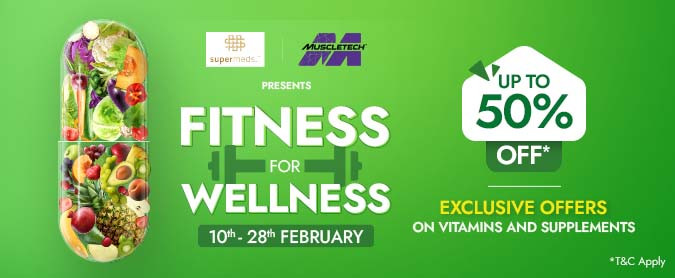 supermeds.
MUSCLETECH
PRESENTS
FITNESS
FOR
WELLNESS
10th - 28th FEBRUARY
UP TO
50%
OFF*
EXCLUSIVE OFFERS
ON VITAMINS AND SUPPLEMENTS
*T&C Apply